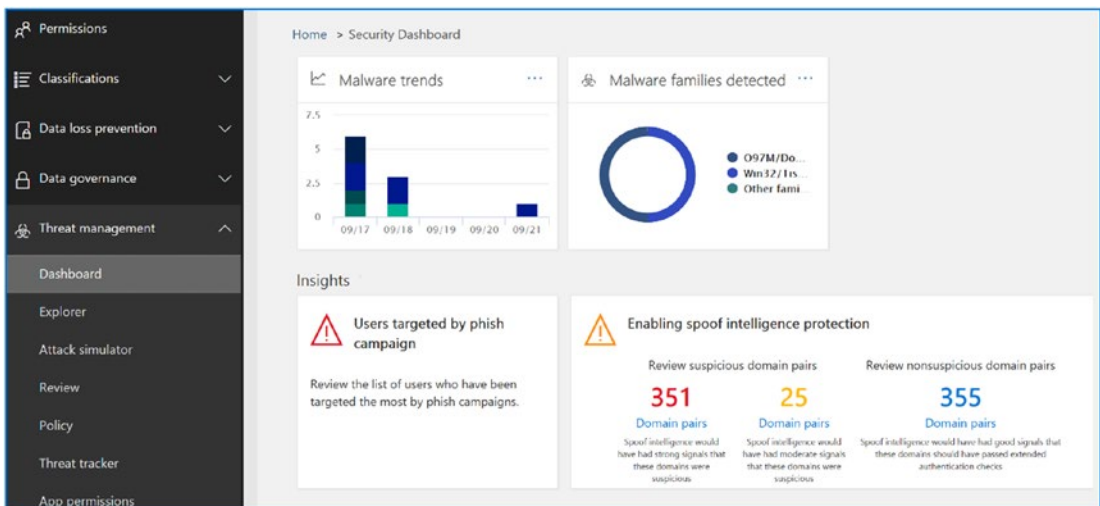 Permissions
Classifications
Data loss prevention
Data governance
Threat management
Dashboard
Explorer
Attack simulator
Review
Policy
Threat tracker
App permissions
Home > Security Dashboard
Malware trends ...
7.5
5
2.5
0
09/17 09/18 09/19 09/20 09/21
Malware families detected ...
O97M/Do...
Win32/Tis...
Other fami...
Insights
Users targeted by phish
campaign
Review the list of users who have been
targeted the most by phish campaigns.
Enabling spoof intelligence protection
Review suspicious domain pairs
351
Domain pairs
Spoof intelligence would
have had strong signals that
these domains were
suspicious
25
Domain pairs
Spoof intelligence would
have had moderate signals
that these domains were
suspicious
Review nonsuspicious domain pairs
355
Domain pairs
Spoof intelligence would have had good signals that
these domains should have passed extended
authentication checks